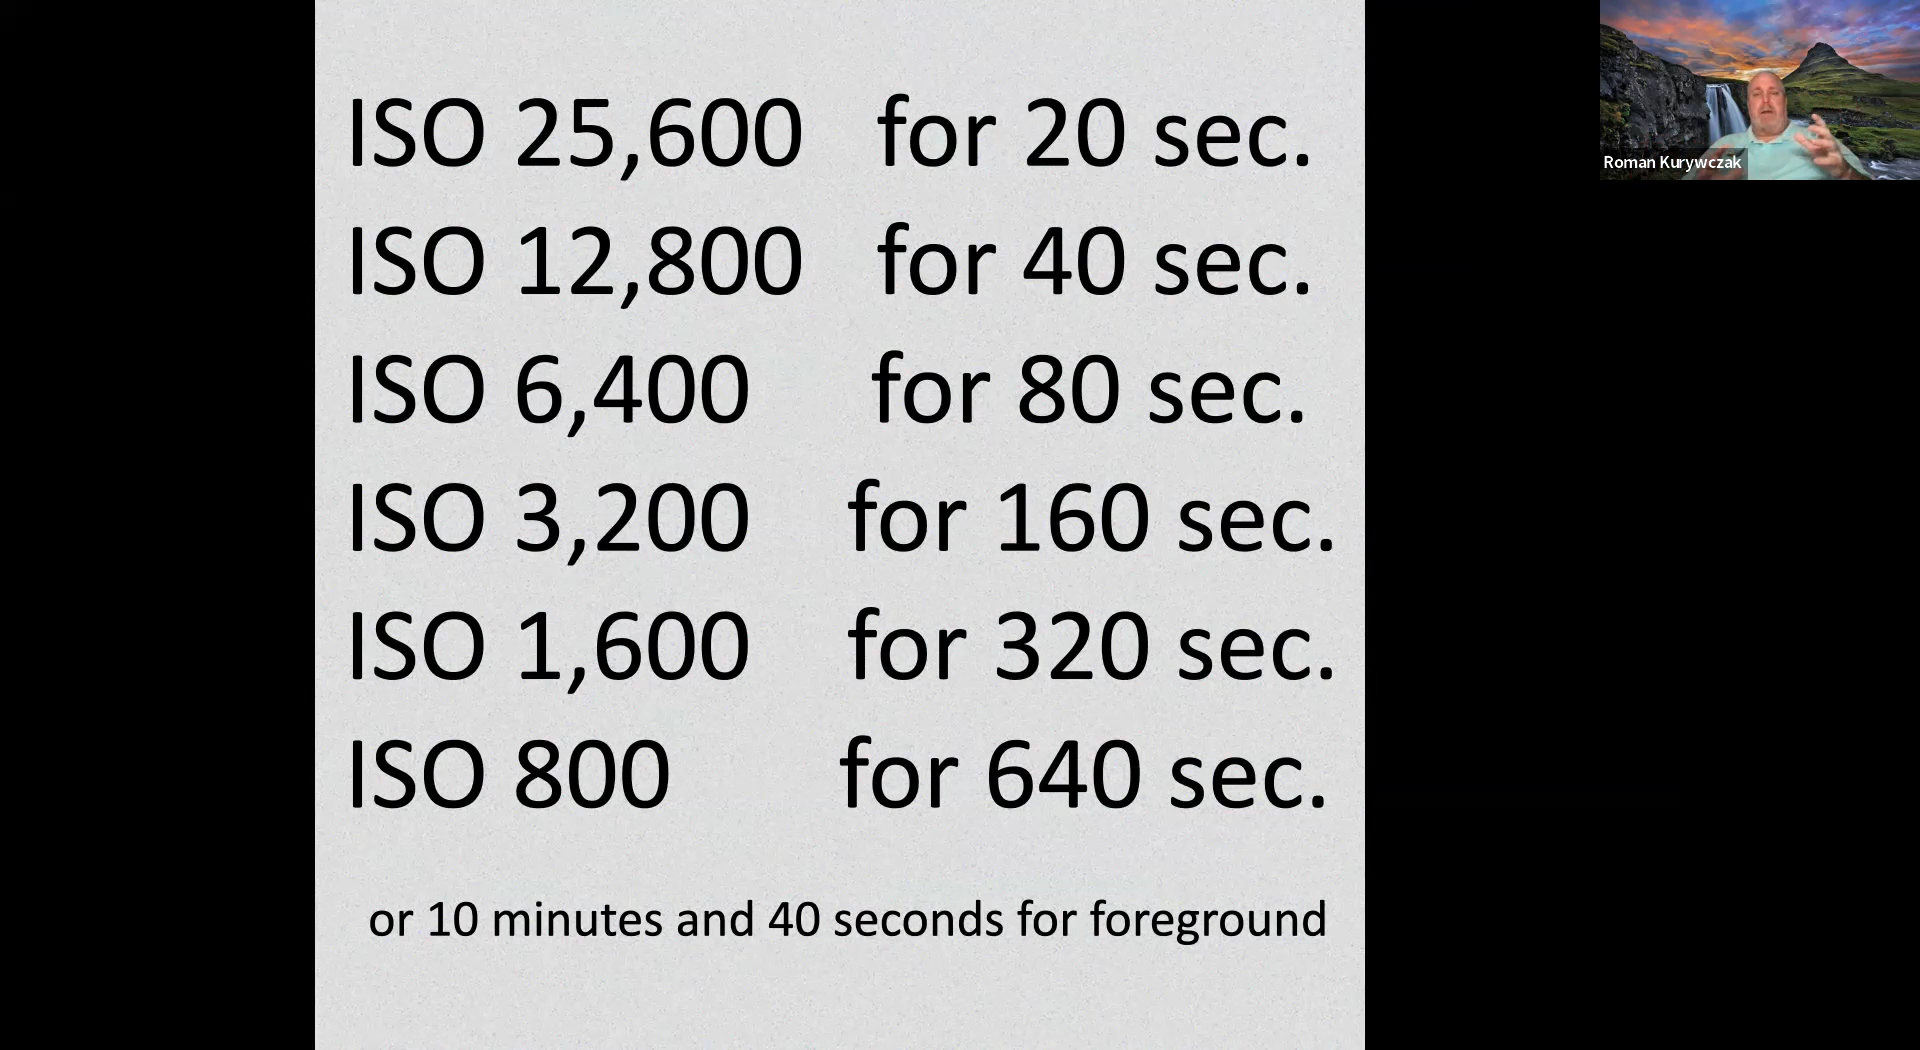 ISO 25,600 for 20 sec.
ISO 12,800 for 40 sec.
ISO 6,400 for 80 sec.
ISO 3,200 for 160 sec.
ISO 1,600 for 320 sec.
ISO 800 for 640 sec.
or 10 minutes and 40 seconds for foreground
Roman Kurywczak